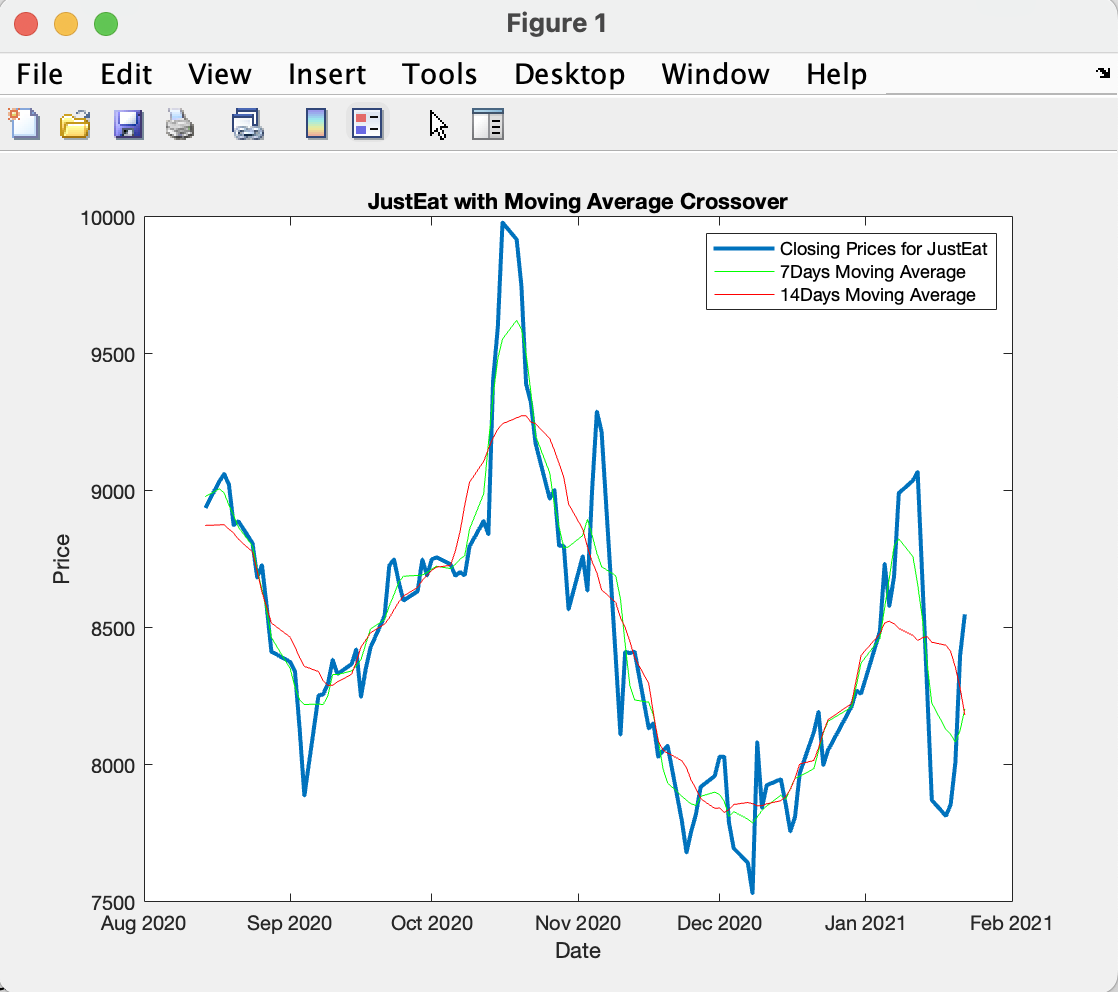 Figure 1
File Edit View Insert Tools Desktop Window Help
JustEat with Moving Average Crossover
10000
9500
9000
8500
8000
7500
Price
Closing Prices for JustEat
7Days Moving Average
14Days Moving Average
Aug 2020 Sep 2020 Oct 2020 Nov 2020 Dec 2020 Jan 2021 Feb 2021
Date